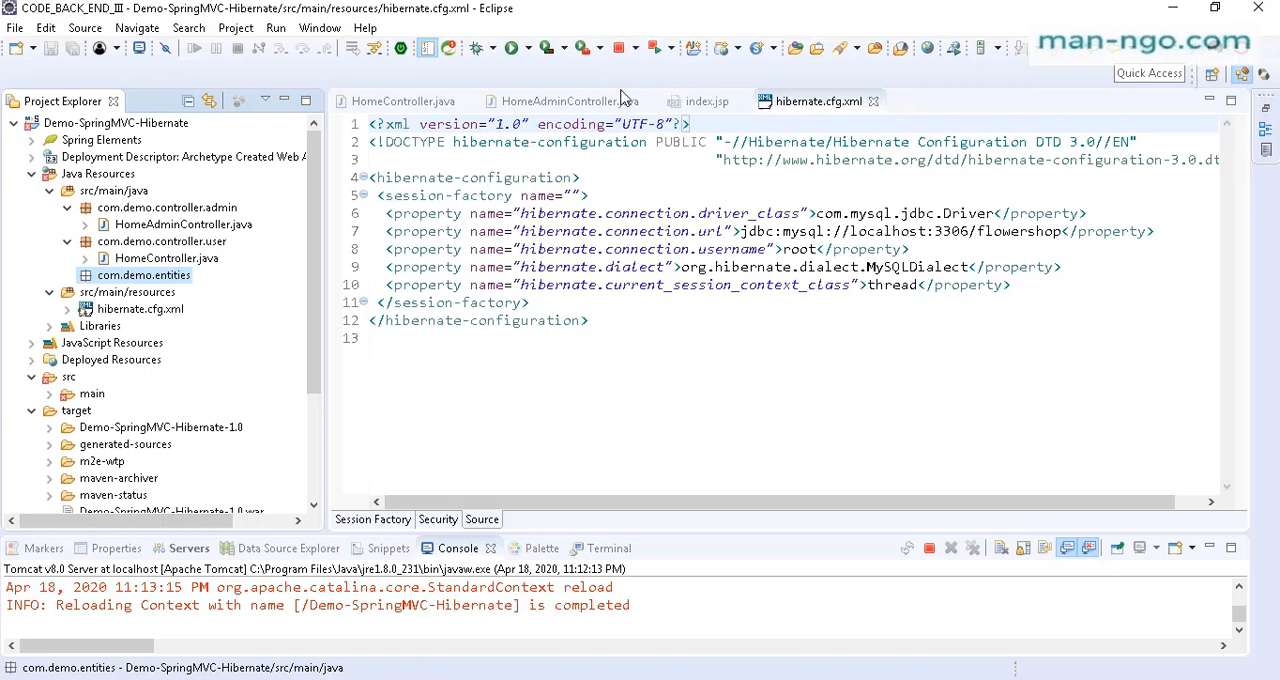 CODE_BACK_END_III - Demo-SpringMVC-Hibernate/src/main/resources/hibernate.cfg.xml - Eclipse
File Edit Source Navigate Search Project Run Window Help
man-ngo.com
Quick Access
Project Explorer
HomeController.java
HomeAdminController.java
index.jsp
hibernate.cfg.xml
Demo-SpringMVC-Hibernate
Spring Elements
Deployment Descriptor: Archetype Created Web A
Java Resources
src/main/java
com.demo.controller.admin
HomeAdminController.java
com.demo.controller.user
HomeController.java
com.demo.entities
src/main/resources
hibernate.cfg.xml
Libraries
JavaScript Resources
Deployed Resources
src
main
target
Demo-SpringMVC-Hibernate-1.0
generated-sources
m2e-wtp
maven-archiver
maven-status
Demo-SpringMVC-Hibernate-1.0.war
1 <?xml version="1.0" encoding="UTF-8"?>
2 <!DOCTYPE hibernate-configuration PUBLIC "-//Hibernate/Hibernate Configuration DTD 3.0//EN"
3 "http://www.hibernate.org/dtd/hibernate-configuration-3.0.dt
4 <hibernate-configuration>
5 <session-factory name="">
6 <property name="hibernate.connection.driver_class">com.mysql.jdbc.Driver</property>
7 <property name="hibernate.connection.url">jdbc:mysql://localhost:3306/flowershop</property>
8 <property name="hibernate.connection.username">root</property>
9 <property name="hibernate.dialect">org.hibernate.dialect.MySQLDialect</property>
10 <property name="hibernate.current_session_context_class">thread</property>
11 </session-factory>
12 </hibernate-configuration>
13
Session Factory Security Source
Markers Properties Servers Data Source Explorer Snippets Console Palette Terminal
Tomcat v8.0 Server at localhost [Apache Tomcat] C:\Program Files\Java\jre1.8.0_231\bin\javaw.exe (Apr 18, 2020 11:12:13 PM)
Apr 18, 2020 11:13:15 PM org.apache.catalina.core.StandardContext reload
INFO: Reloading Context with name [/Demo-SpringMVC-Hibernate] is completed
com.demo.entities - Demo-SpringMVC-Hibernate/src/main/java